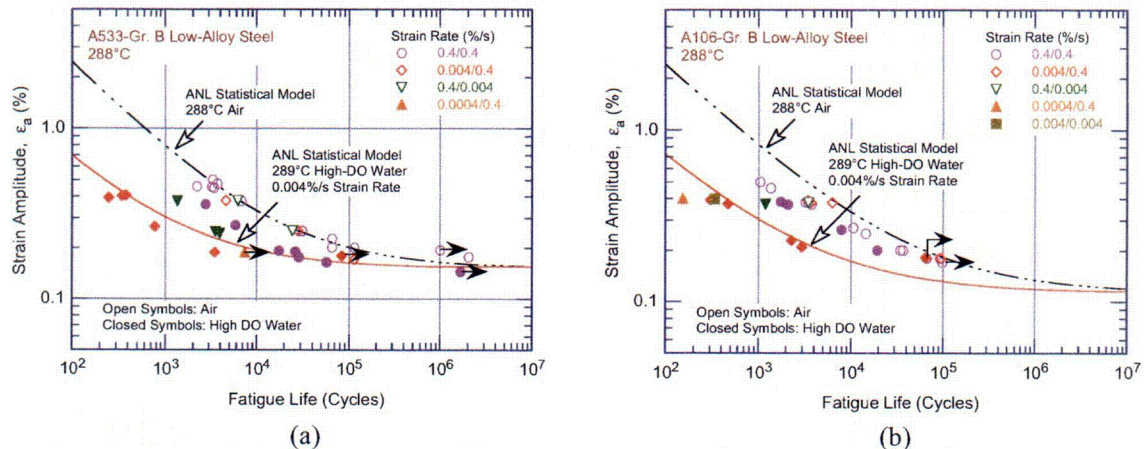 (a)
A533-Gr. B Low-Alloy Steel
288°C
Strain Rate (%/s)
0.4/0.4
0.004/0.4
0.4/0.004
0.0004/0.4
ANL Statistical Model
288°C Air
ANL Statistical Model
289°C High-DO Water
0.004%/s Strain Rate
Open Symbols: Air
Closed Symbols: High DO Water
Strain Amplitude, εa (%)
1.0
0.1
10² 10³ 10⁴ 10⁵ 10⁶ 10⁷
Fatigue Life (Cycles)
(a)
(b)
A106-Gr. B Low-Alloy Steel
288°C
Strain Rate (%/s)
0.4/0.4
0.004/0.4
0.4/0.004
0.0004/0.4
0.004/0.004
ANL Statistical Model
288°C Air
ANL Statistical Model
289°C High-DO Water
0.004%/s Strain Rate
Open Symbols: Air
Closed Symbols: High DO Water
Strain Amplitude, εa (%)
1.0
0.1
10² 10³ 10⁴ 10⁵ 10⁶ 10⁷
Fatigue Life (Cycles)
(b)